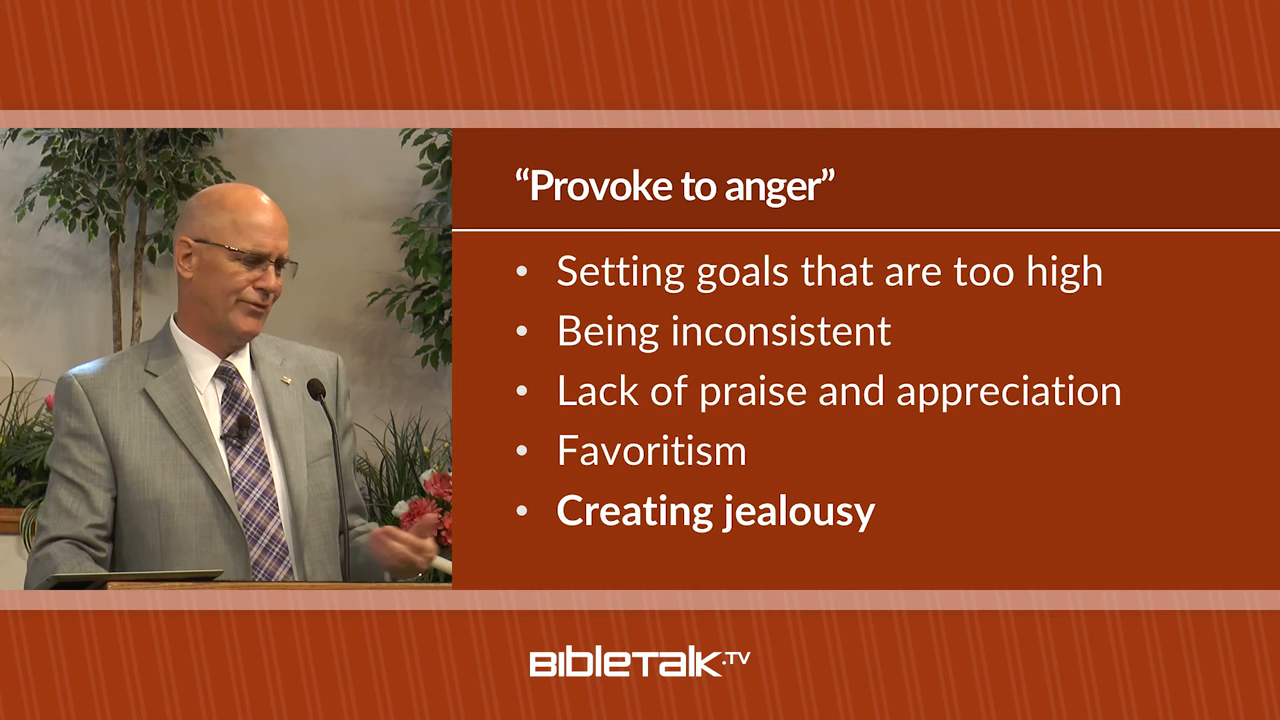 “Provoke to anger”
• Setting goals that are too high
• Being inconsistent
• Lack of praise and appreciation
• Favoritism
• Creating jealousy
BIBLETALK.TV